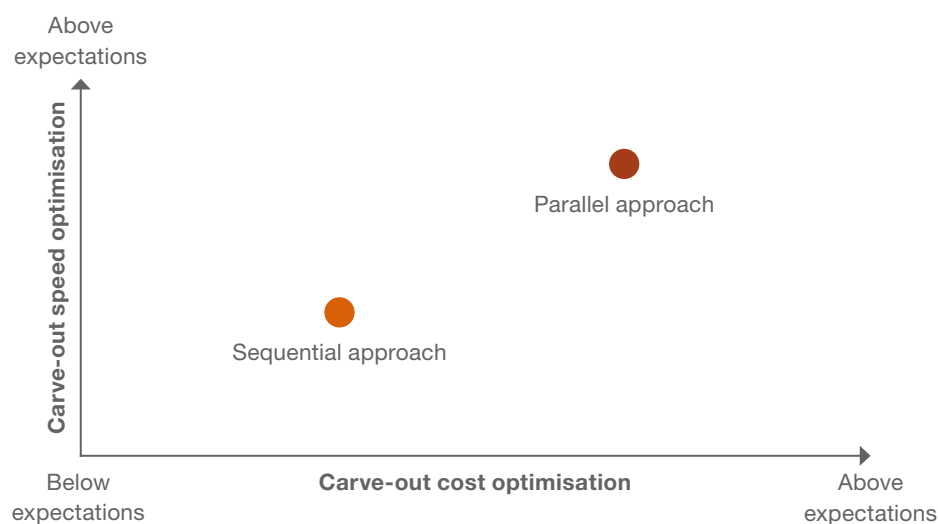 Above
expectations
Carve-out speed optimisation
Parallel approach
Sequential approach
Below
expectations
Carve-out cost optimisation
Above
expectations